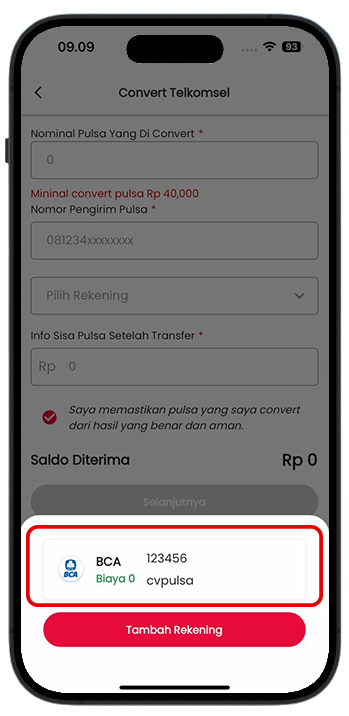 09.09
93
Convert Telkomsel
Nominal Pulsa Yang Di Convert *
0
Mininal convert pulsa Rp 40,000
Nomor Pengirim Pulsa *
081234xxxxxxxx
Pilih Rekening
Info Sisa Pulsa Setelah Transfer *
Rp 0
Saya memastikan pulsa yang saya convert
dari hasil yang benar dan aman.
Saldo Diterima Rp 0
Selanjutnya
BCA
BCA 123456
Biaya 0 cvpulsa
Tambah Rekening